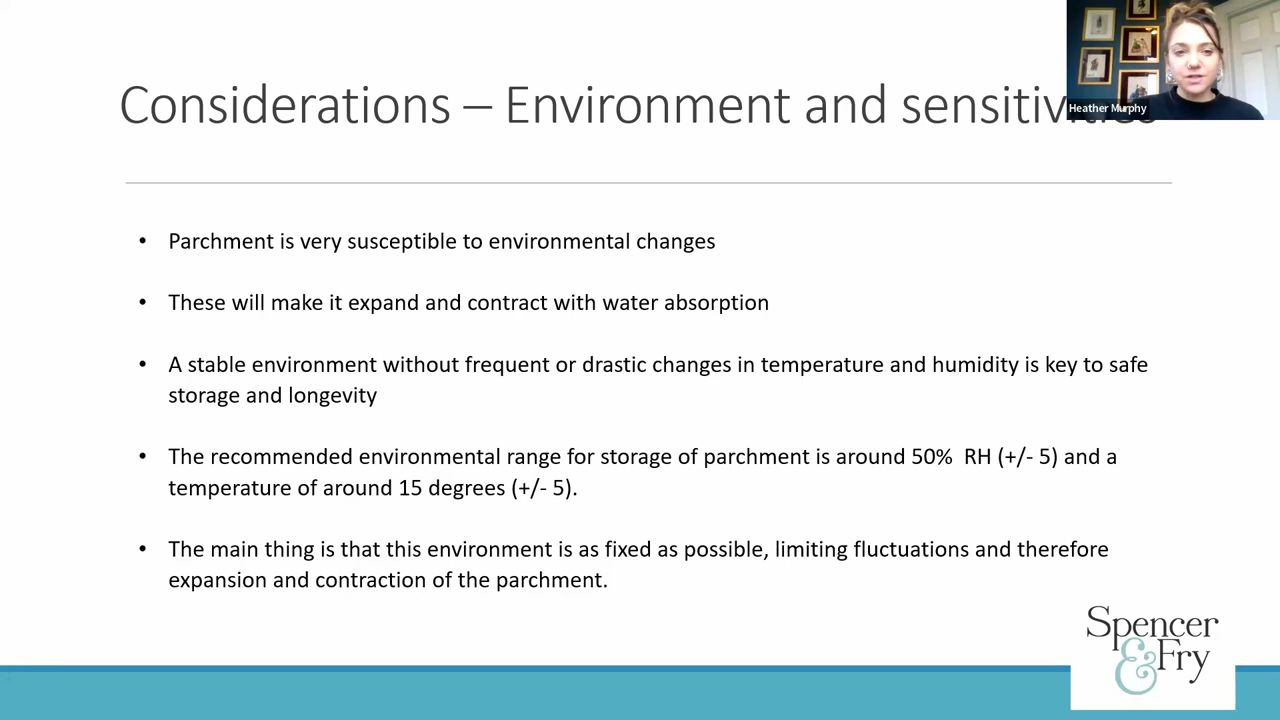 Considerations – Environment and
Heather Murphy
• Parchment is very susceptible to environmental changes
• These will make it expand and contract with water absorption
• A stable environment without frequent or drastic changes in temperature and humidity is key to safe
storage and longevity
• The recommended environmental range for storage of parchment is around 50%  RH (+/- 5) and a
temperature of around 15 degrees (+/- 5).
• The main thing is that this environment is as fixed as possible, limiting fluctuations and therefore
expansion and contraction of the parchment.
Spencer
& Fry